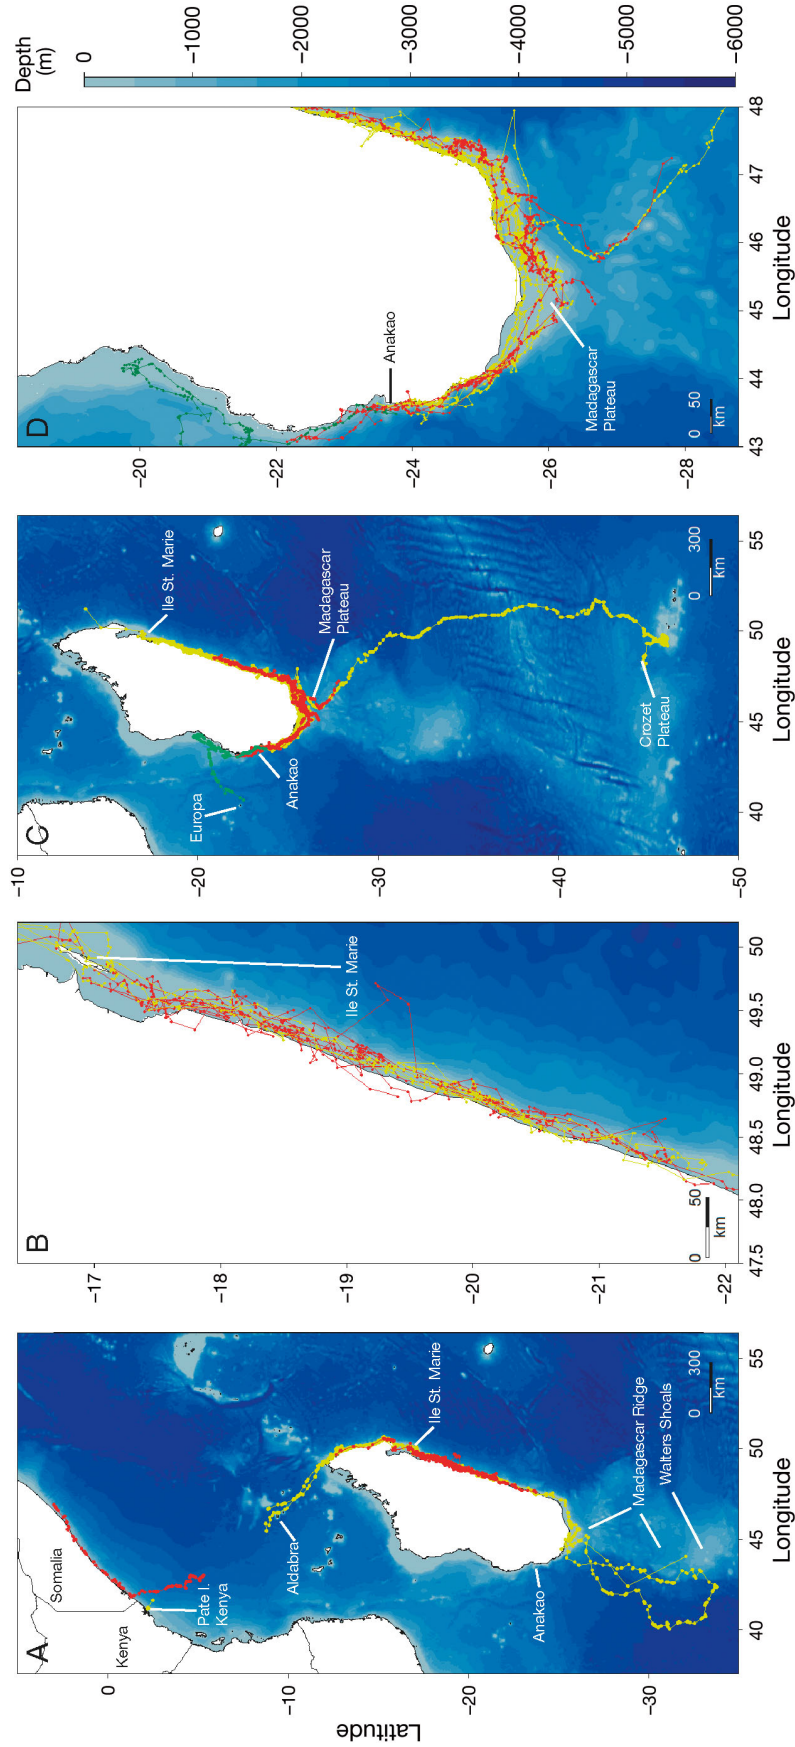 A
Somalia
Kenya
Pate I.
Kenya
Aldabra
Ile St. Marie
Anakao
Madagascar Ridge
Walters Shoals
0 300
km
0
−10
−20
−30
Latitude
40
45
50
55
Longitude
B
Ile St. Marie
0 50
km
−17
−18
−19
−20
−21
−22
47.5
48.0
48.5
49.0
49.5
50
Longitude
C
Ile St. Marie
Europa
Anakao
Madagascar
Plateau
Crozet
Plateau
0 300
km
−10
−20
−30
−40
−50
40
45
50
55
Longitude
D
Anakao
Madagascar
Plateau
0 50
km
−20
−22
−24
−26
−28
43
44
45
46
47
48
Longitude
Depth
(m)
0
−1000
−2000
−3000
−4000
−5000
−6000